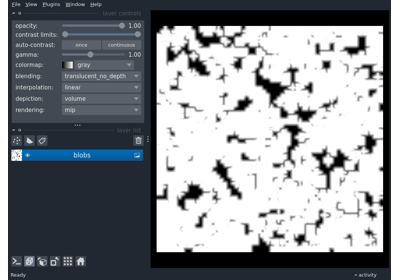 File View Plugins Window Help
layer controls
opacity: 1.00
contrast limits:
auto-contrast: once continuous
gamma: 1.00
colormap: gray
blending: translucent_no_depth
interpolation: linear
depiction: volume
rendering: mip
layer list
blobs
Ready
activity